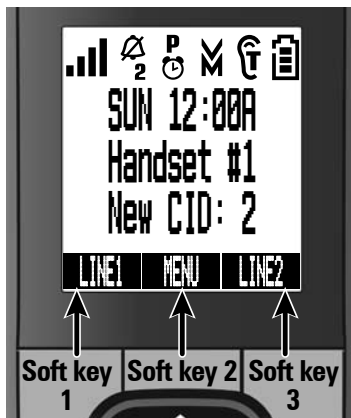 P
2
T
SUN 12:00A
Handset #1
New CID: 2
LINE1 MENU LINE2
Soft key 1 Soft key 2 Soft key 3